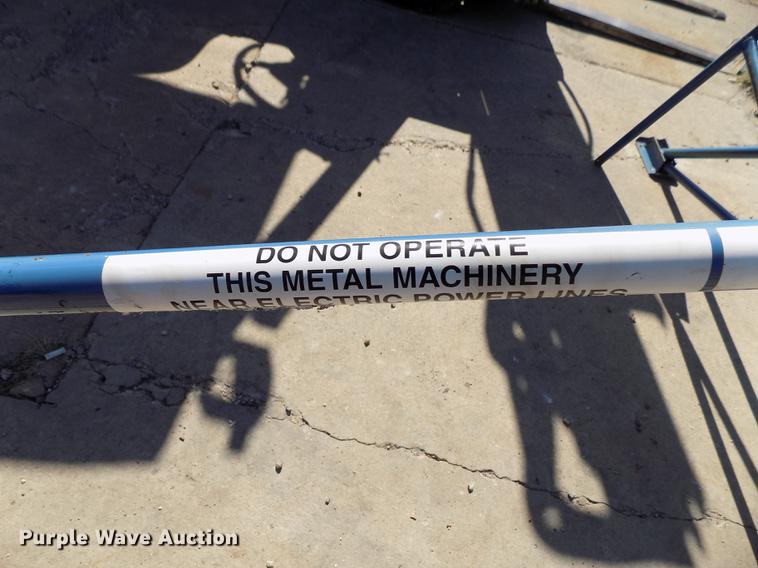 DO NOT OPERATE
THIS METAL MACHINERY
NEAR ELECTRIC POWER LINES
Purple Wave Auction